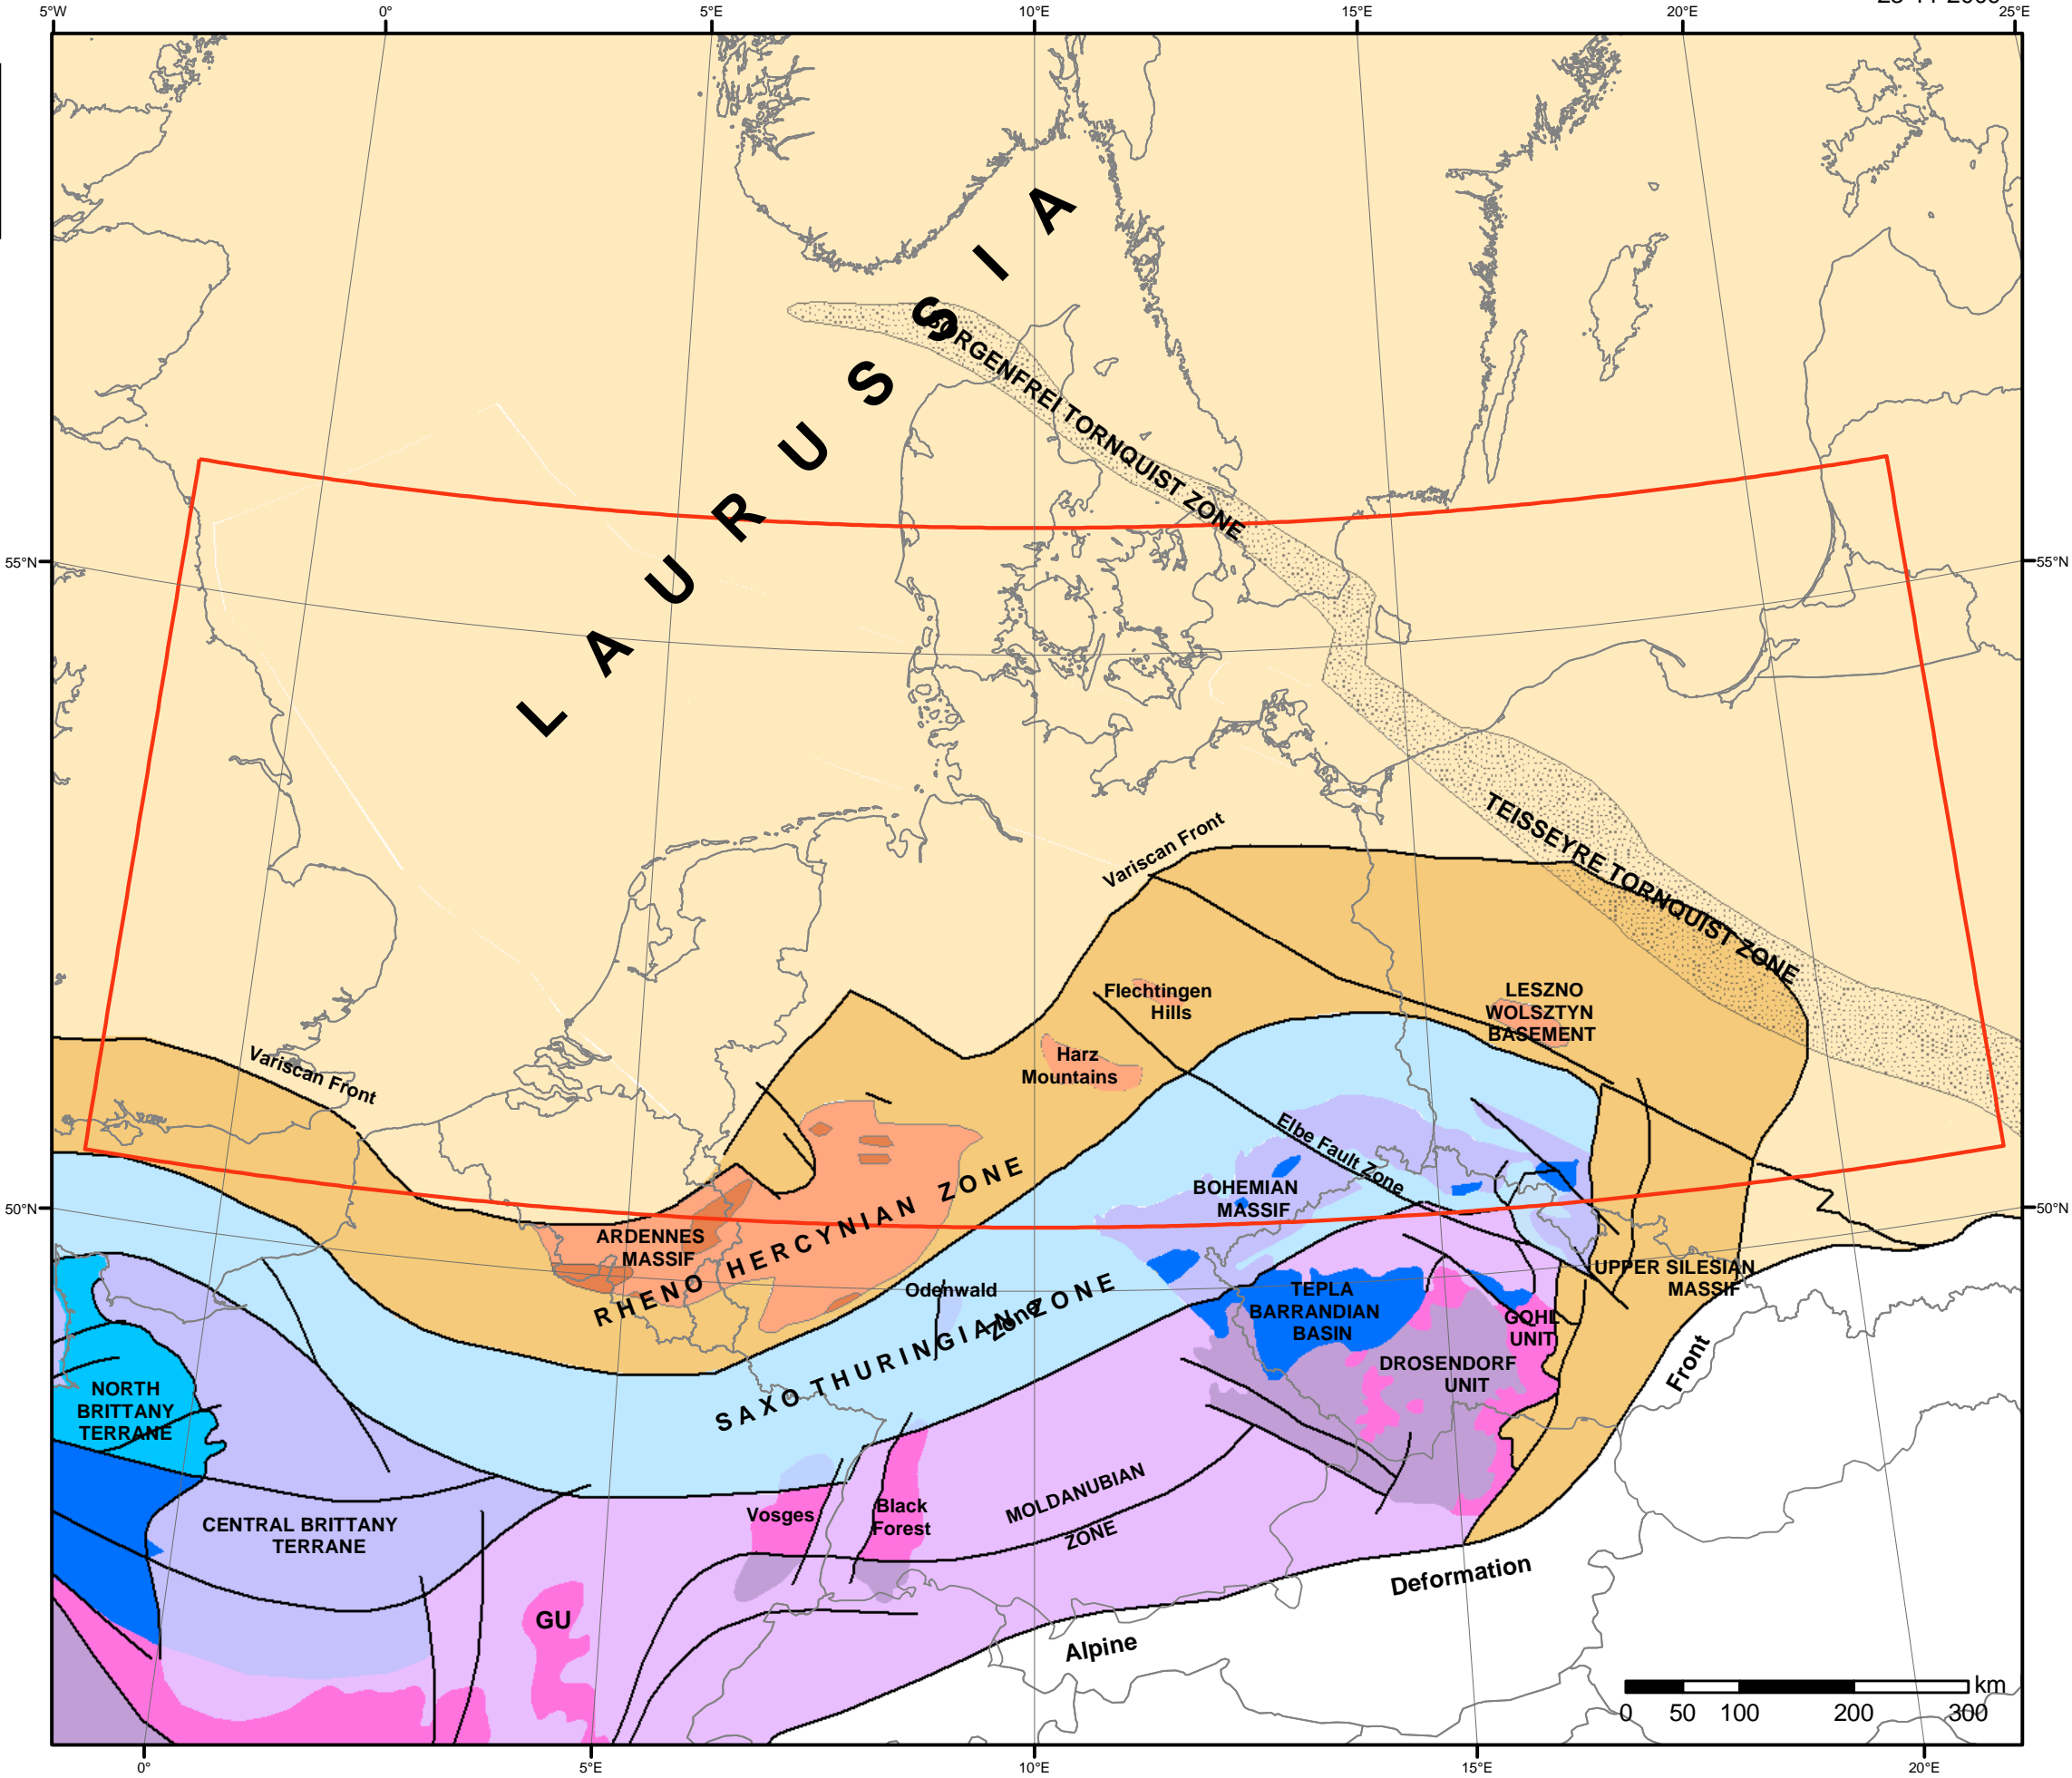 5°W
0°
5°E
10°E
15°E
20°E
25°E
LAURUSSIA
SORGENFREI TORNQUIST ZONE
55°N
55°N
TEISSEYRE TORNQUIST ZONE
Variscan Front
Flechtingen
Hills
LESZNO
WOLSZTYN
BASEMENT
Harz
Mountains
Variscan Front
Elbe Fault Zone
BOHEMIAN
MASSIF
50°N
50°N
ARDENNES
MASSIF
RHENO HERCYNIAN ZONE
Odenwald
Zone
SAXO THURINGIAN ZONE
UPPER SILESIAN
MASSIF
TEPLA
BARRANDIAN
BASIN
GOHL
UNIT
DROSENDORF
UNIT
Front
NORTH
BRITTANY
TERRANE
CENTRAL BRITTANY
TERRANE
Vosges
Black
Forest
MOLDANUBIAN
ZONE
Deformation
GU
Alpine
km
0 50 100 200 300
0°
5°E
10°E
15°E
20°E